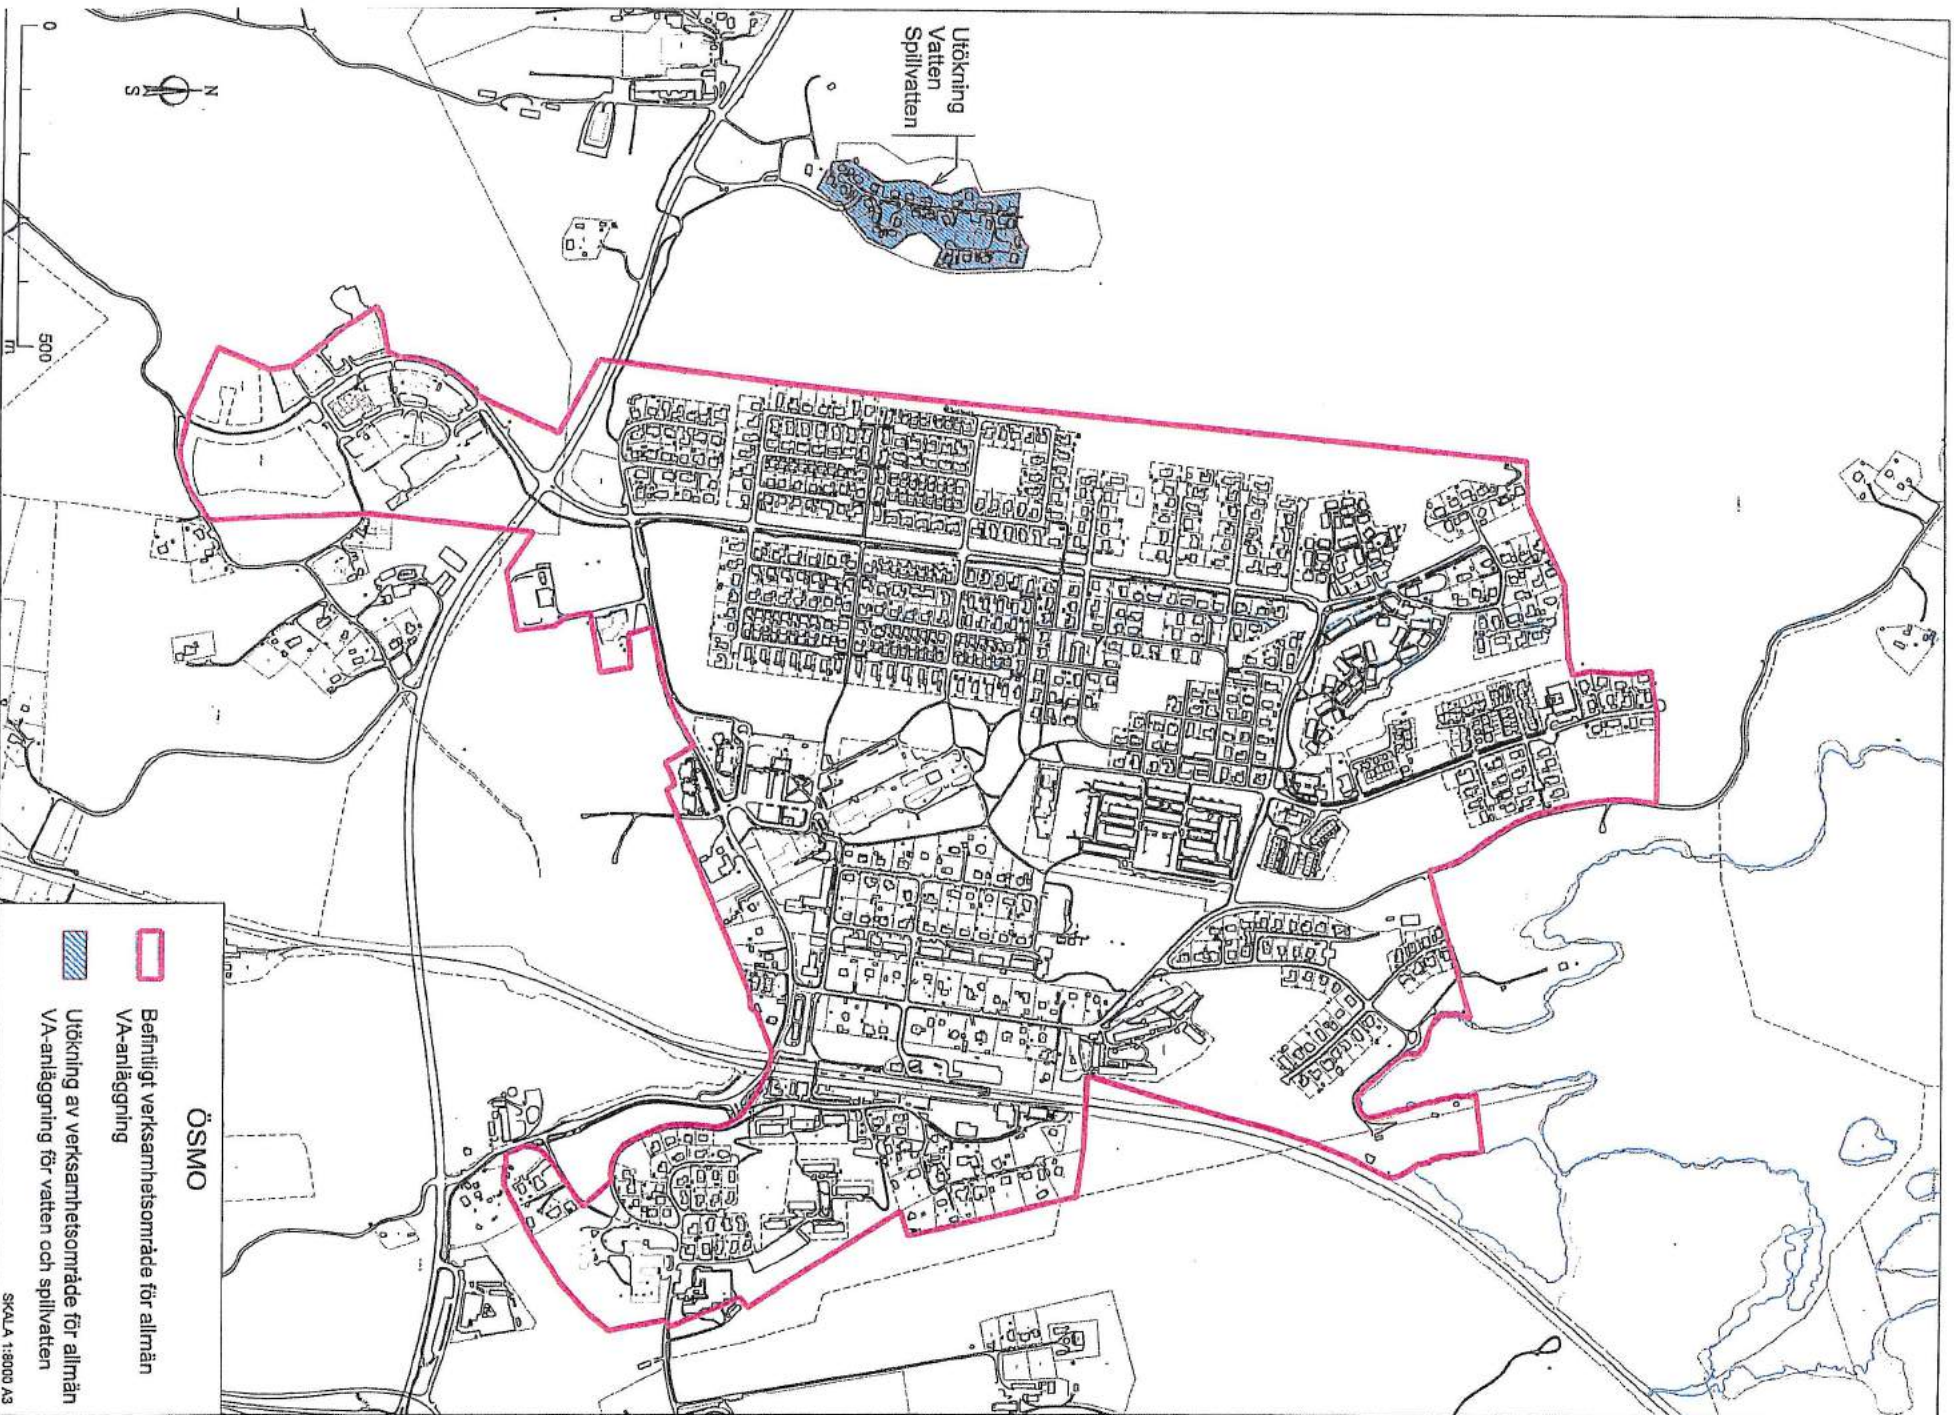 Utökning
Vatten
Spillvatten
N
S
0
500
m
ÖSMO
Befintligt verksamhetsområde för allmän
VA-anläggning
Utökning av verksamhetsområde för allmän
VA-anläggning för vatten och spillvatten
SKALA 1:8000 A3